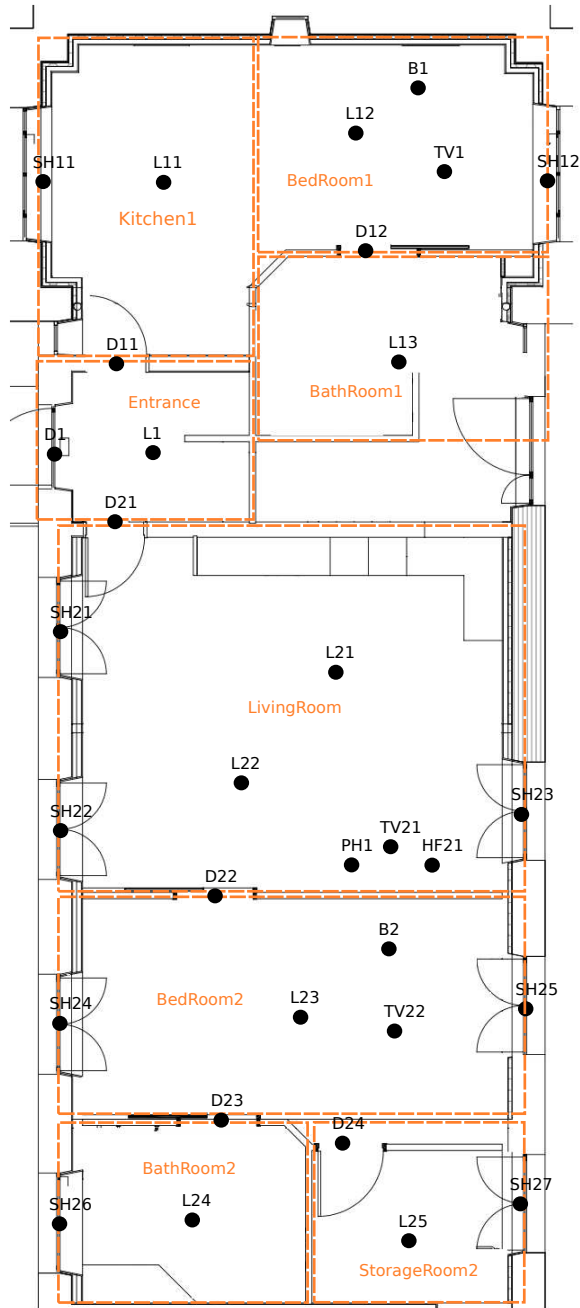 B1
L12
TV1
SH11
L11
SH12
BedRoom1
Kitchen1
D12
D11
L13
BathRoom1
Entrance
D1
L1
D21
SH21
L21
LivingRoom
L22
SH22
SH23
TV21
PH1
HF21
D22
B2
BedRoom2
L23
TV22
SH24
SH25
D23
D24
BathRoom2
L24
SH26
SH27
L25
StorageRoom2